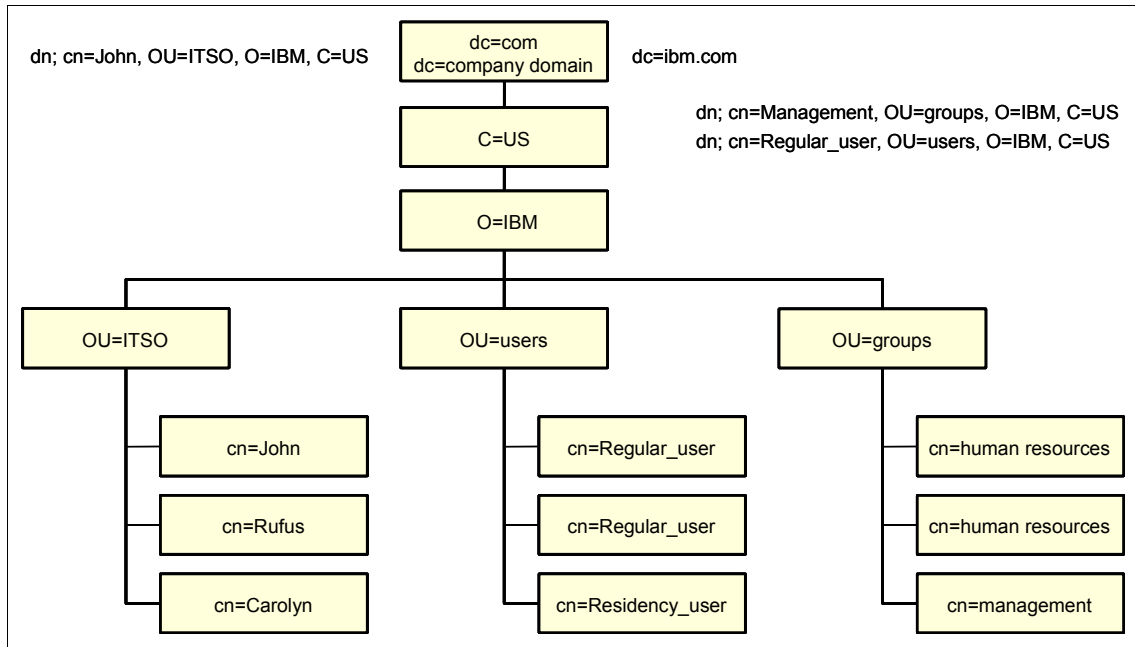 dn; cn=John, OU=ITSO, O=IBM, C=US
dc=com
dc=company domain
dc=ibm.com
dn; cn=Management, OU=groups, O=IBM, C=US
dn; cn=Regular_user, OU=users, O=IBM, C=US
C=US
O=IBM
OU=ITSO
OU=users
OU=groups
cn=John
cn=Regular_user
cn=human resources
cn=Rufus
cn=Regular_user
cn=human resources
cn=Carolyn
cn=Residency_user
cn=management